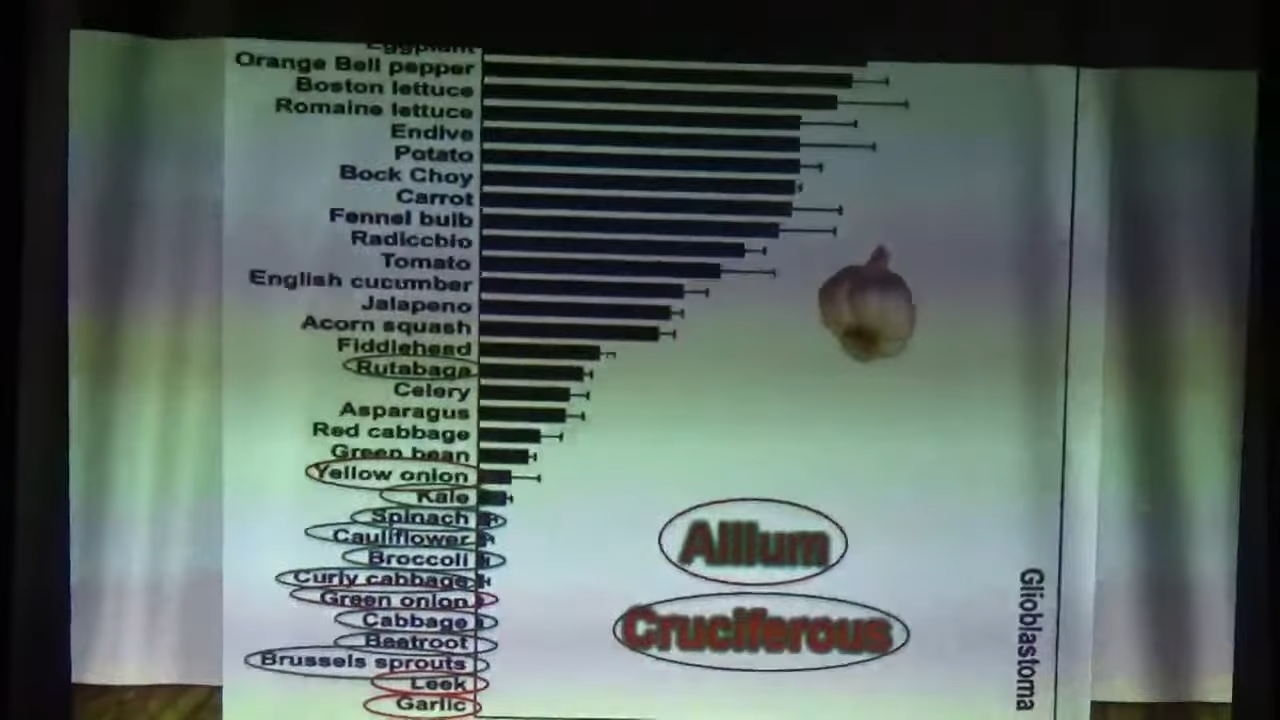 Eggplant
Orange Bell pepper
Boston lettuce
Romaine lettuce
Endive
Potato
Bock Choy
Carrot
Fennel bulb
Radicchio
Tomato
English cucumber
Jalapeno
Acorn squash
Fiddlehead
Rutabaga
Celery
Asparagus
Red cabbage
Green bean
Yellow onion
Kale
Spinach
Cauliflower
Broccoli
Curly cabbage
Green onion
Cabbage
Beetroot
Brussels sprouts
Leek
Garlic
Allium
Cruciferous
Glioblastoma